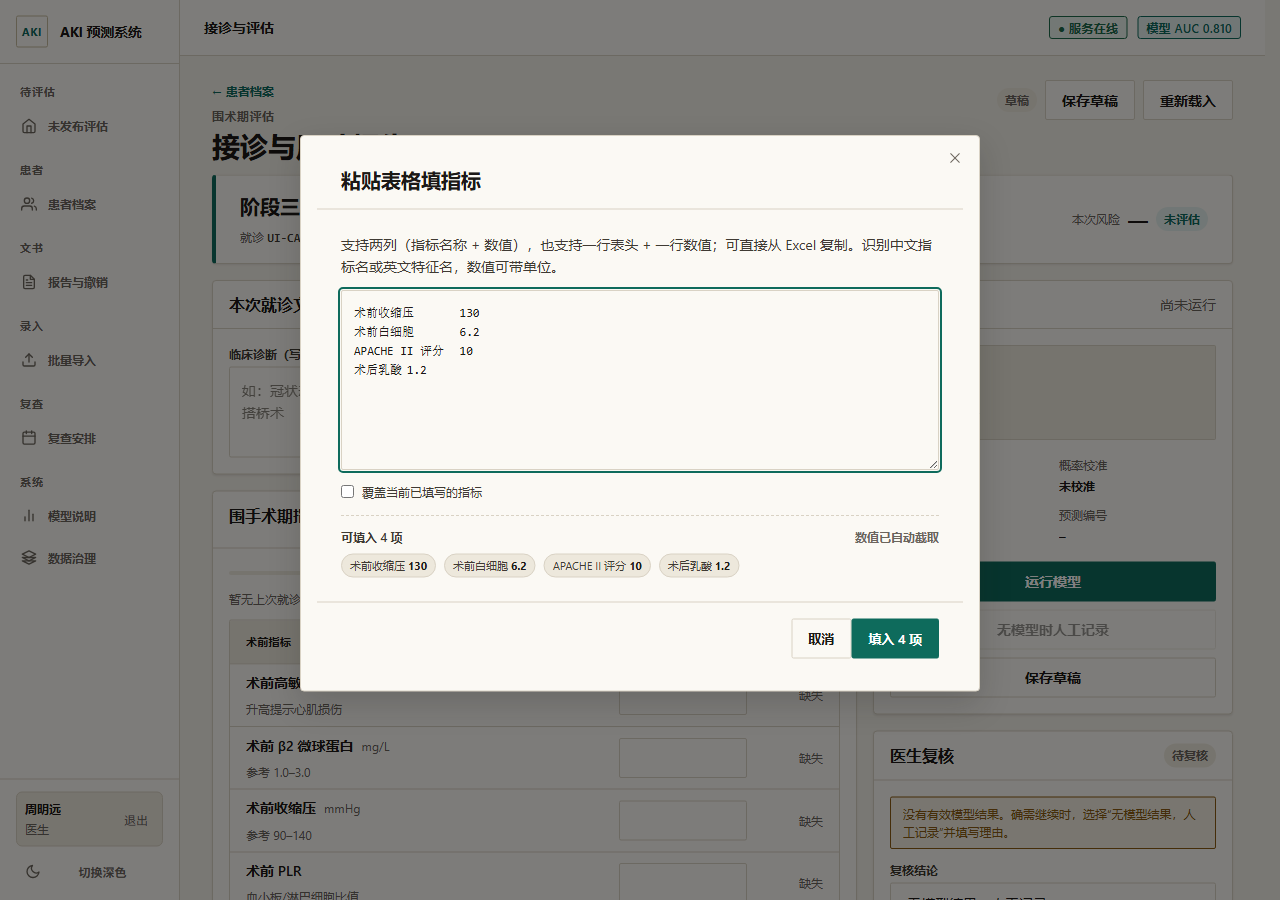 AKI
AKI 预测系统
待评估
未发布评估
患者
患者档案
文书
报告与撤销
录入
批量导入
复查
复查安排
系统
模型说明
数据治理
周明远
医生
退出
切换深色
接诊与评估
服务在线
模型 AUC 0.810
← 患者档案
围术期评估
接诊与
草稿
保存草稿
重新载入
阶段三
就诊 UI-CA
本次风险 —
未评估
本次就诊
临床诊断（写
如：冠状
搭桥术
围手术期
暂无上次就诊
术前指标
术前高敏
升高提示心肌损伤
缺失
术前 β2 微球蛋白 mg/L
参考 1.0–3.0
缺失
术前收缩压 mmHg
参考 90–140
缺失
术前 PLR
血小板/淋巴细胞比值
缺失
粘贴表格填指标
支持两列（指标名称 + 数值），也支持一行表头 + 一行数值；可直接从 Excel 复制。识别中文指
标名或英文特征名，数值可带单位。
术前收缩压 130
术前白细胞 6.2
APACHE II 评分 10
术后乳酸 1.2
覆盖当前已填写的指标
可填入 4 项
数值已自动截取
术前收缩压 130
术前白细胞 6.2
APACHE II 评分 10
术后乳酸 1.2
取消
填入 4 项
尚未运行
概率校准
未校准
预测编号
–
运行模型
无模型时人工记录
保存草稿
医生复核
待复核
没有有效模型结果。确需继续时，选择“无模型结果，人
工记录”并填写理由。
复核结论